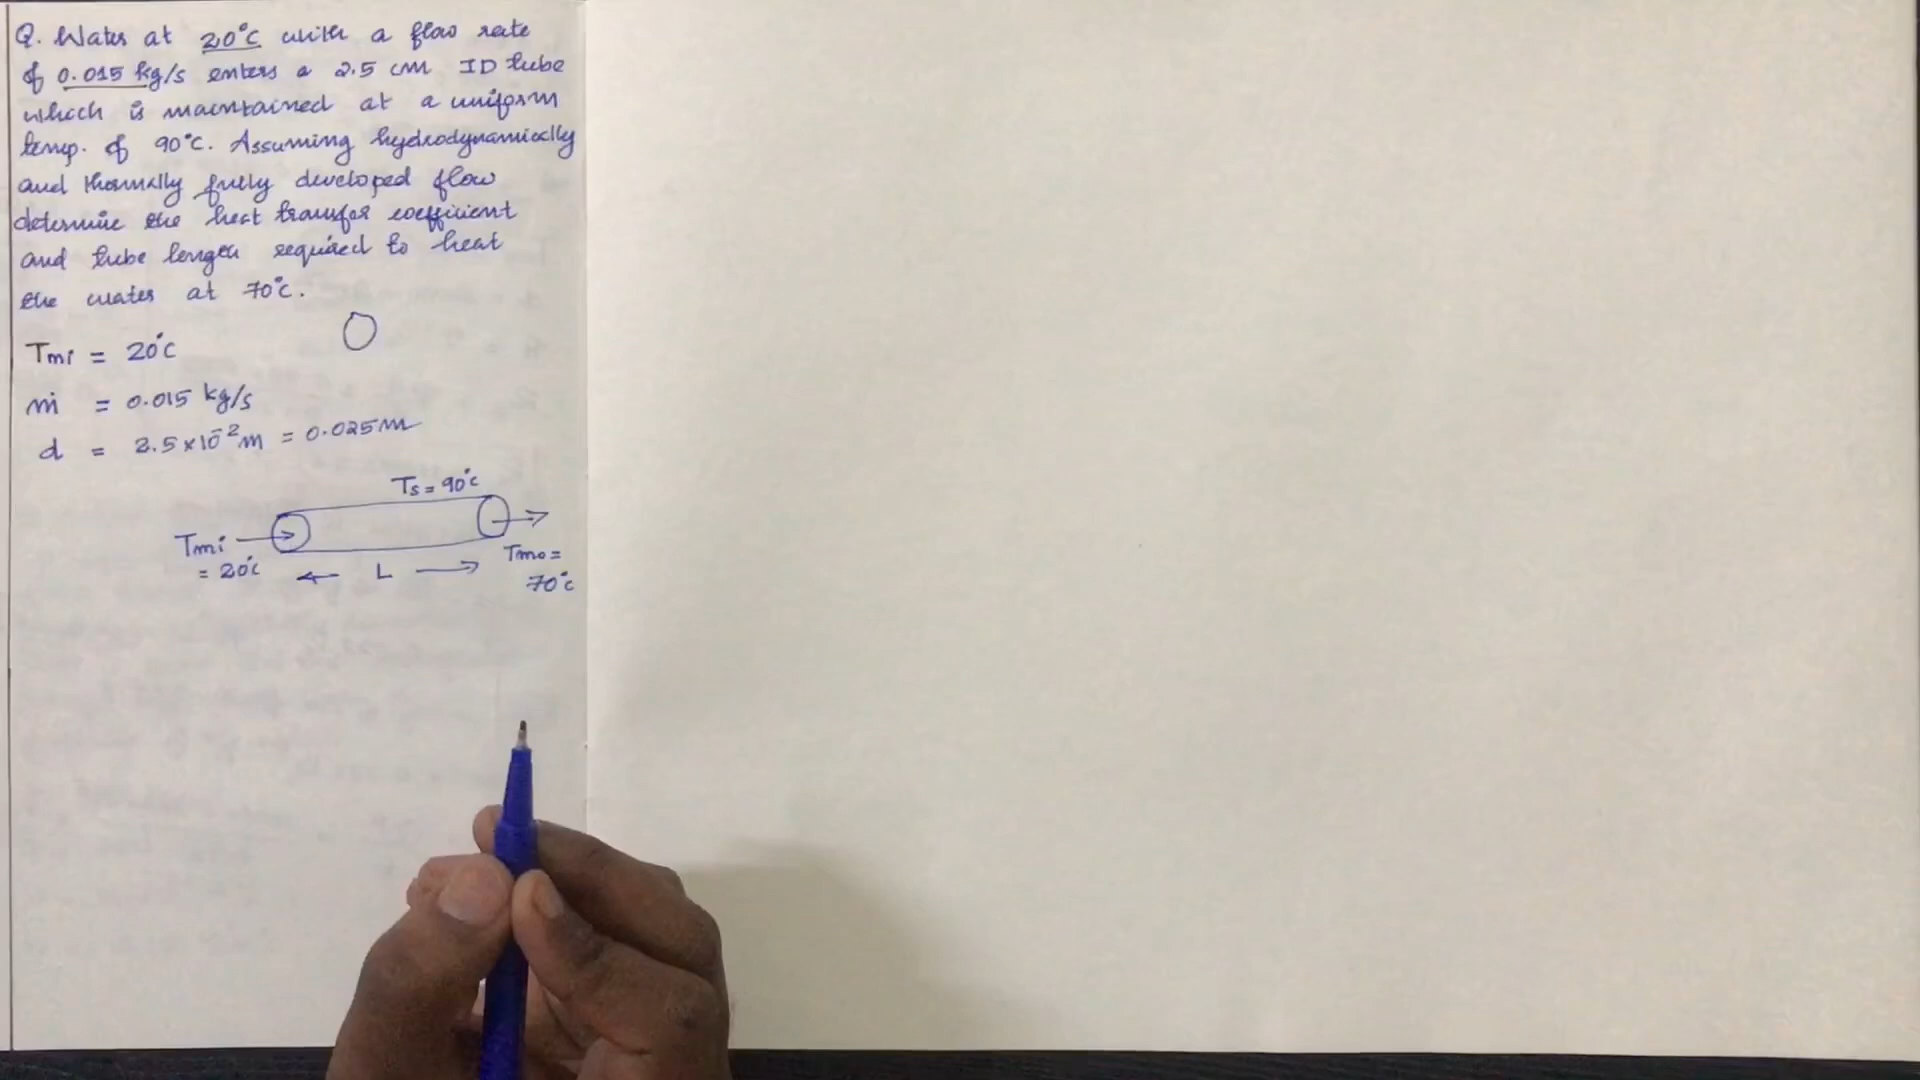 Q. Water at 20°C with a flow rate
of 0.015 kg/s enters a 2.5 cm ID tube
which is maintained at a uniform
temp. of 90°C. Assuming hydrodynamically
and thermally fully developed flow
determine the heat transfer coefficient
and tube length required to heat
the water at 70°C.
Tmi = 20°C
ṁ = 0.015 kg/s
d = 2.5×10⁻²m = 0.025m
Ts = 90°C
Tmi
= 20°C
L
Tmo =
70°C